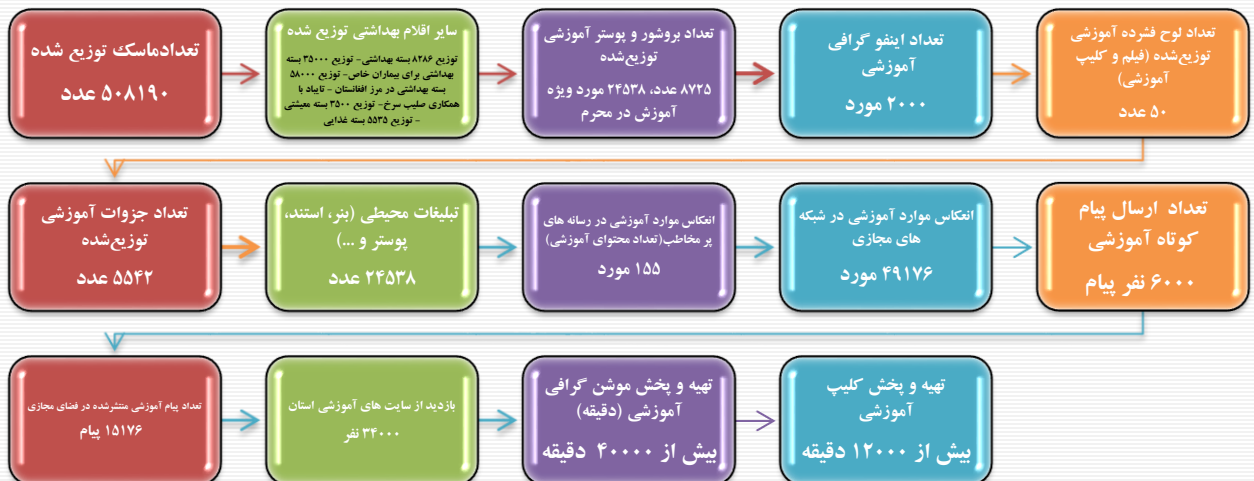 تعدادماسک توزیع شده
۵۰۸۱۹۰ عدد
سایر اقلام بهداشتی توزیع شده
توزیع ۸۲۸۶ بسته بهداشتی- توزیع ۳۵۰۰۰ بسته
بهداشتی برای بیماران خاص- توزیع ۵۸۰۰۰
بسته بهداشتی در مرز افغانستان - تایباد با
همکاری صلیب سرخ- توزیع ۳۵۰۰ بسته معیشتی
- توزیع ۵۵۳۵ بسته غذایی
تعداد بروشور و پوستر آموزشی
توزیع‌شده
۸۷۲۵ عدد، ۲۴۵۳۸ مورد ویژه
آموزش در محرم
تعداد اینفو گرافی
آموزشی
۲۰۰۰ مورد
تعداد لوح فشرده آموزشی
توزیع‌شده (فیلم و کلیپ
آموزشی)
۵۰ عدد
تعداد جزوات آموزشی
توزیع‌شده
۵۵۴۲ عدد
تبلیغات محیطی (بنر، استند،
پوستر و ...)
۲۴۵۳۸ عدد
انعکاس موارد آموزشی در رسانه های
پر مخاطب(تعداد محتوای آموزشی)
۱۵۵ مورد
انعکاس موارد آموزشی در شبکه
های مجازی
۴۹۱۷۶ مورد
تعداد ارسال پیام
کوتاه آموزشی
۶۰۰۰ نفر پیام
تعداد پیام آموزشی منتشرشده در فضای مجازی
۱۵۱۷۶ پیام
بازدید از سایت های آموزشی استان
۳۴۰۰۰ نفر
تهیه و پخش موشن گرافی
آموزشی (دقیقه)
بیش از ۴۰۰۰۰ دقیقه
تهیه و پخش کلیپ
آموزشی
بیش از ۱۲۰۰۰ دقیقه